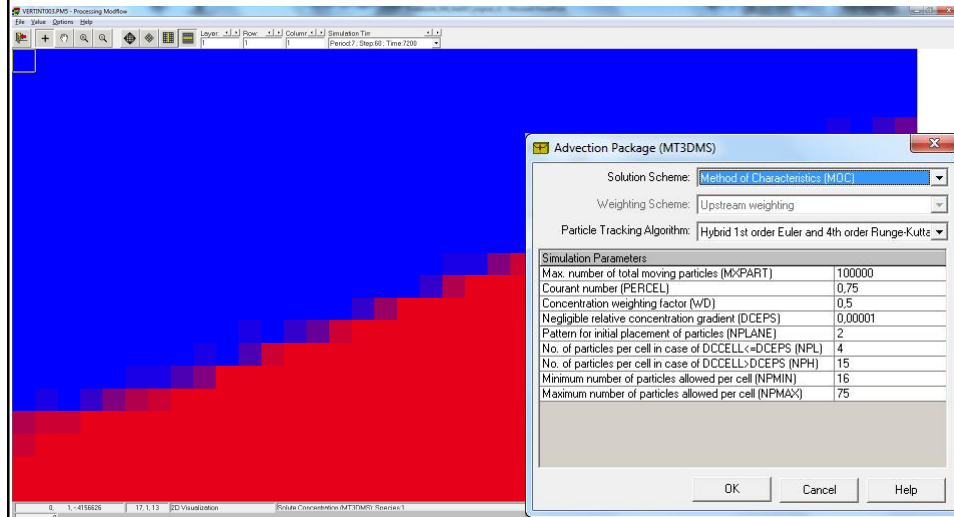 VERTINT003.PM5 - Processing Modflow
File Value Options Help
Layer: Row: Column: Simulation Tim
1 1 1 Period:7; Step:60; Time:7200
Advection Package (MT3DMS)
Solution Scheme: Method of Characteristics (MOC)
Weighting Scheme: Upstream weighting
Particle Tracking Algorithm: Hybrid 1st order Euler and 4th order Runge-Kutta
Simulation Parameters
Max. number of total moving particles (MXPART) 100000
Courant number (PERCEL) 0,75
Concentration weighting factor (WD) 0,5
Negligible relative concentration gradient (DCEPS) 0,00001
Pattern for initial placement of particles (NPLANE) 2
No. of particles per cell in case of DCCELL<=DCEPS (NPL) 4
No. of particles per cell in case of DCCELL>DCEPS (NPH) 15
Minimum number of particles allowed per cell (NPMIN) 16
Maximum number of particles allowed per cell (NPMAX) 75
OK Cancel Help
0, 1, -4156626 17, 1, 13 2D Visualization Solute Concentration (MT3DMS): Species:1